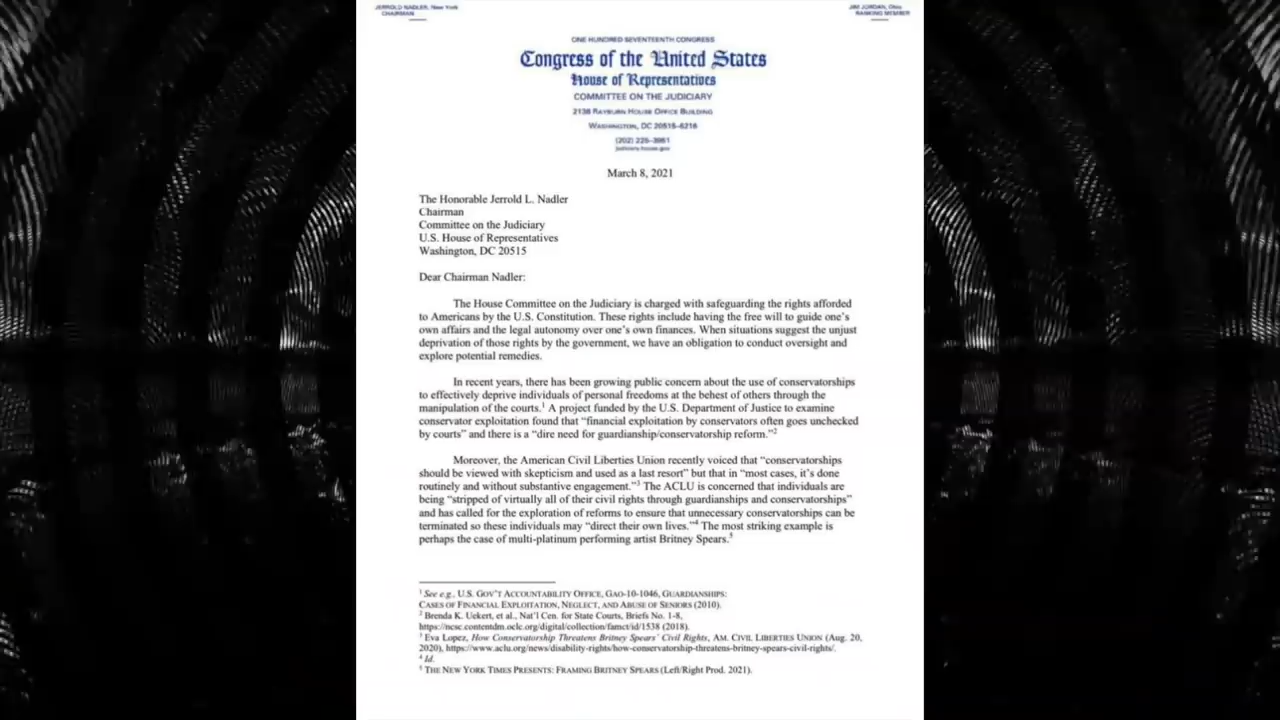 JERROLD NADLER, New York
CHAIRMAN
JIM JORDAN, Ohio
RANKING MEMBER
ONE HUNDRED SEVENTEENTH CONGRESS
Congress of the United States
House of Representatives
COMMITTEE ON THE JUDICIARY
2138 RAYBURN HOUSE OFFICE BUILDING
WASHINGTON, DC 20515–6216
(202) 225–3951
judiciary.house.gov
March 8, 2021
The Honorable Jerrold L. Nadler
Chairman
Committee on the Judiciary
U.S. House of Representatives
Washington, DC 20515
Dear Chairman Nadler:
The House Committee on the Judiciary is charged with safeguarding the rights afforded
to Americans by the U.S. Constitution. These rights include having the free will to guide one’s
own affairs and the legal autonomy over one’s own finances. When situations suggest the unjust
deprivation of those rights by the government, we have an obligation to conduct oversight and
explore potential remedies.
In recent years, there has been growing public concern about the use of conservatorships
to effectively deprive individuals of personal freedoms at the behest of others through the
manipulation of the courts.1 A project funded by the U.S. Department of Justice to examine
conservator exploitation found that “financial exploitation by conservators often goes unchecked
by courts” and there is a “dire need for guardianship/conservatorship reform.”2
Moreover, the American Civil Liberties Union recently voiced that “conservatorships
should be viewed with skepticism and used as a last resort” but that in “most cases, it’s done
routinely and without substantive engagement.”3 The ACLU is concerned that individuals are
being “stripped of virtually all of their civil rights through guardianships and conservatorships”
and has called for the exploration of reforms to ensure that unnecessary conservatorships can be
terminated so these individuals may “direct their own lives.”4 The most striking example is
perhaps the case of multi-platinum performing artist Britney Spears.5
1 See e.g., U.S. GOV’T ACCOUNTABILITY OFFICE, GAO-10-1046, GUARDIANSHIPS:
CASES OF FINANCIAL EXPLOITATION, NEGLECT, AND ABUSE OF SENIORS (2010).
2 Brenda K. Uekert, et al., Nat’l Cen. for State Courts, Briefs No. 1-8,
https://ncsc.contentdm.oclc.org/digital/collection/famct/id/1538 (2018).
3 Eva Lopez, How Conservatorship Threatens Britney Spears’ Civil Rights, AM. CIVIL LIBERTIES UNION (Aug. 20,
2020), https://www.aclu.org/news/disability-rights/how-conservatorship-threatens-britney-spears-civil-rights/.
4 Id.
5 THE NEW YORK TIMES PRESENTS: FRAMING BRITNEY SPEARS (Left/Right Prod. 2021).